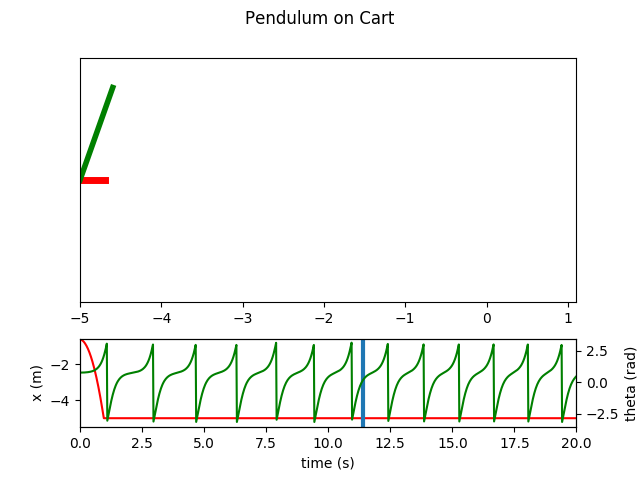 Pendulum on Cart
−5 −4 −3 −2 −1 0 1
x (m)
−2
−4
2.5
0.0
−2.5
theta (rad)
0.0 2.5 5.0 7.5 10.0 12.5 15.0 17.5 20.0
time (s)